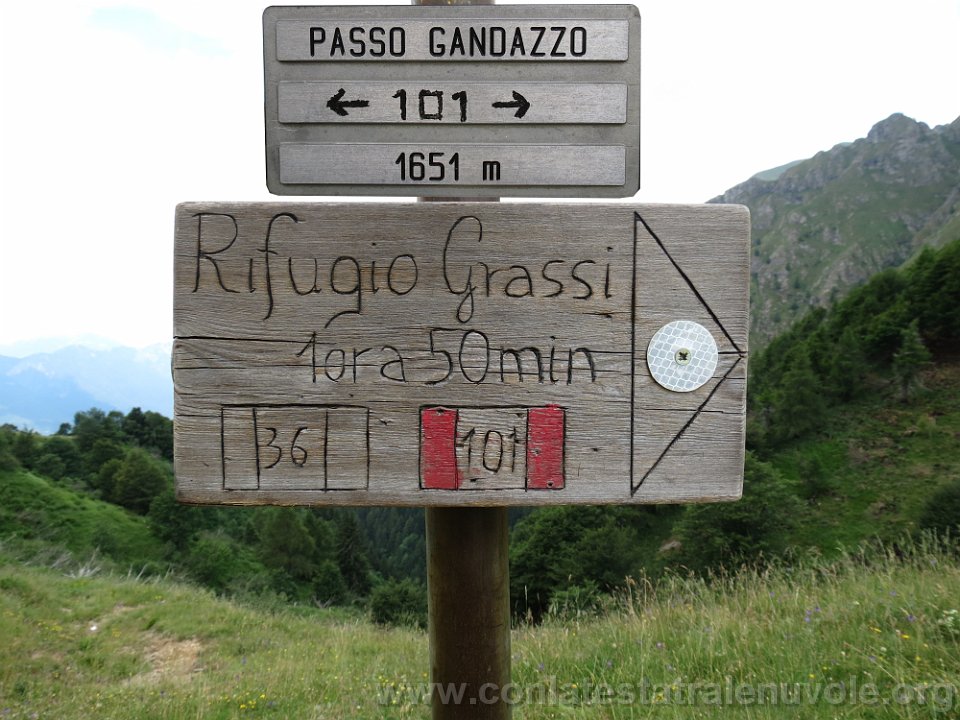 PASSO GANDAZZO
← 101 →
1651 m
Rifugio Grassi
1ora 50min
36 101
www.conlatestatralenuvole.org